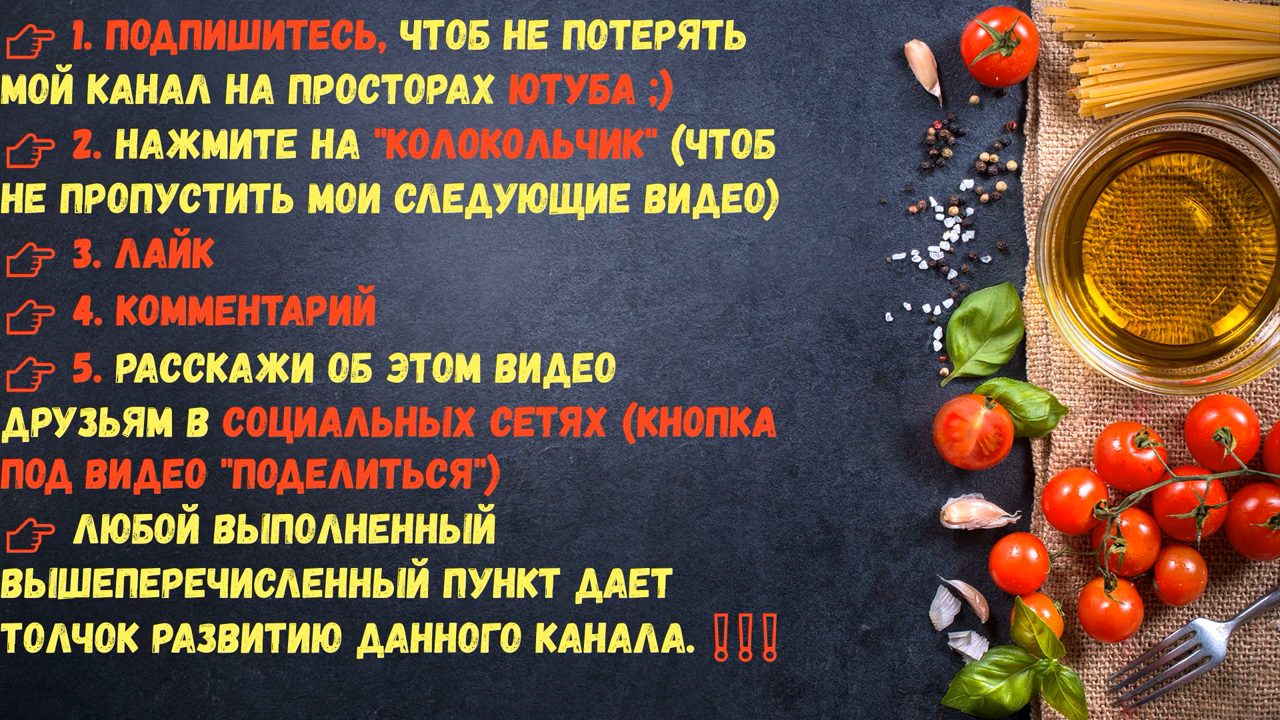 👉 1. ПОДПИШИТЕСЬ, ЧТОБ НЕ ПОТЕРЯТЬ
МОЙ КАНАЛ НА ПРОСТОРАХ ЮТУБА ;)
👉 2. НАЖМИТЕ НА "КОЛОКОЛЬЧИК" (ЧТОБ
НЕ ПРОПУСТИТЬ МОИ СЛЕДУЮЩИЕ ВИДЕО)
👉 3. ЛАЙК
👉 4. КОММЕНТАРИЙ
👉 5. РАССКАЖИ ОБ ЭТОМ ВИДЕО
ДРУЗЬЯМ В СОЦИАЛЬНЫХ СЕТЯХ (КНОПКА
ПОД ВИДЕО "ПОДЕЛИТЬСЯ")
👉 ЛЮБОЙ ВЫПОЛНЕННЫЙ
ВЫШЕПЕРЕЧИСЛЕННЫЙ ПУНКТ ДАЕТ
ТОЛЧОК РАЗВИТИЮ ДАННОГО КАНАЛА. !!!